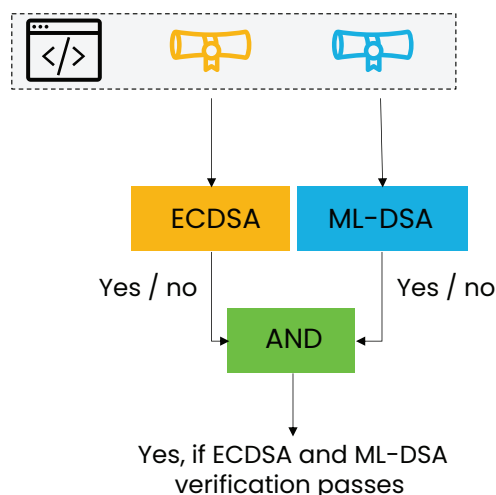 </>
ECDSA
ML-DSA
Yes / no
Yes / no
AND
Yes, if ECDSA and ML-DSA
verification passes